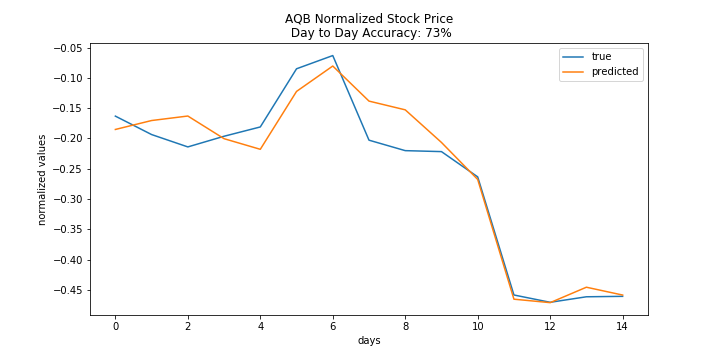 AQB Normalized Stock Price
Day to Day Accuracy: 73%
true
predicted
normalized values
−0.05
−0.10
−0.15
−0.20
−0.25
−0.30
−0.35
−0.40
−0.45
0 2 4 6 8 10 12 14
days